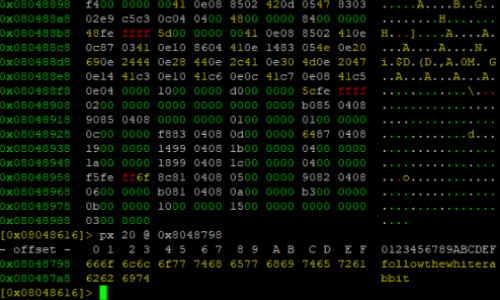 0x08048898 f400 0000 0041 0e08 8502 420d 0547 8303 .....A....B..G..
0x080488a8 02e9 c5c3 0c04 0400 4800 0000 8400 0000 ........H.......
0x080488b8 48fe ffff 5d00 0000 0041 0e08 8502 410e H...]....A....A.
0x080488c8 0c87 0341 0e10 8604 410e 1483 054e 0e20 ...A....A....N.
0x080488d8 690e 2444 0e28 440e 2c41 0e30 4d0e 2047 i.$D.(D.,A.0M. G
0x080488e8 0e14 41c3 0e10 41c6 0e0c 41c7 0e08 41c5 ..A...A...A...A.
0x080488f8 0e04 0000 1000 0000 d000 0000 5cfe ffff ............\...
0x08048908 0200 0000 0000 0000 0000 0000 b085 0408 ................
0x08048918 9085 0408 0000 0000 0100 0000 0100 0000 ................
0x08048928 0c00 0000 f883 0408 0d00 0000 6487 0408 ............d...
0x08048938 1900 0000 1499 0408 1b00 0000 0400 0000 ................
0x08048948 1a00 0000 1899 0408 1c00 0000 0400 0000 ................
0x08048958 f5fe ff6f 8c81 0408 0500 0000 9082 0408 ...o............
0x08048968 0600 0000 b081 0408 0a00 0000 b300 0000 ................
0x08048978 0b00 0000 1000 0000 1500 0000 0000 0000 ................
0x08048988 0300 0000 ....
[0x08048616]> px 20 @ 0x8048798
- offset - 0 1 2 3 4 5 6 7 8 9 A B C D E F 0123456789ABCDEF
0x08048798 666f 6c6c 6f77 7468 6577 6869 7465 7261 followthewhitera
0x080487a8 6262 6974 bbit
[0x08048616]>